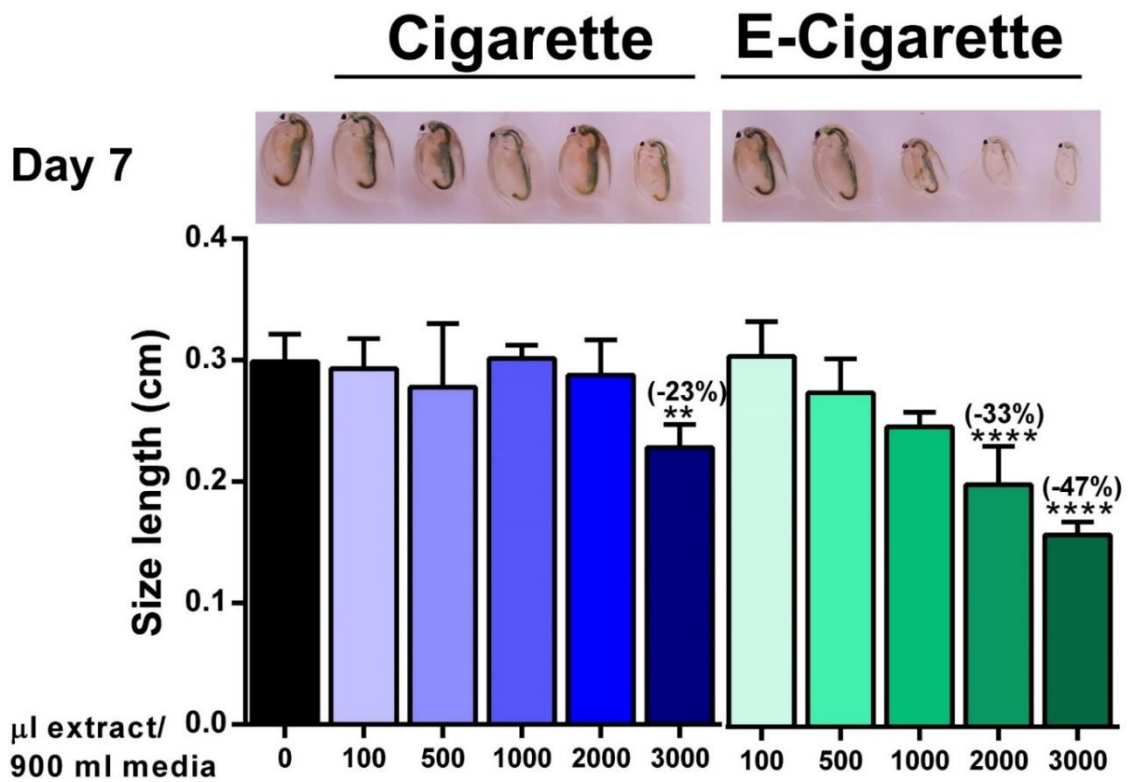 Cigarette E-Cigarette
Day 7
Size length (cm)
0.4
0.3
0.2
0.1
0.0
(-23%)
**
(-33%)
****
(-47%)
****
µl extract/
900 ml media
0 100 500 1000 2000 3000 100 500 1000 2000 3000